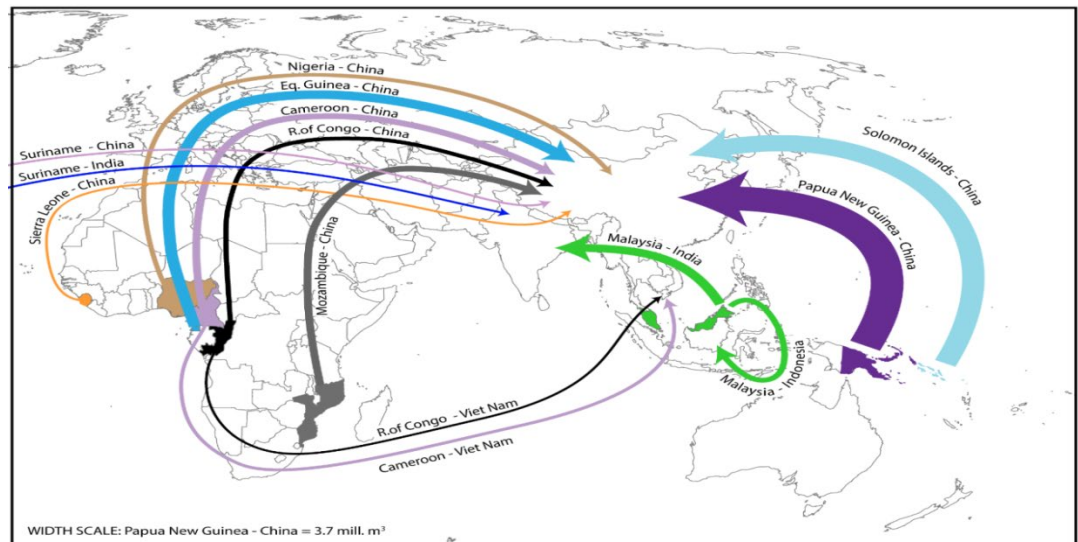 Nigeria - China
Eq. Guinea - China
Cameroon - China
R.of Congo - China
Suriname - China
Suriname - India
Sierra Leone - China
Mozambique - China
Solomon Islands - China
Papua New Guinea - China
Malaysia - India
Malaysia - Indonesia
R.of Congo - Viet Nam
Cameroon - Viet Nam
WIDTH SCALE: Papua New Guinea - China = 3.7 mill. m³